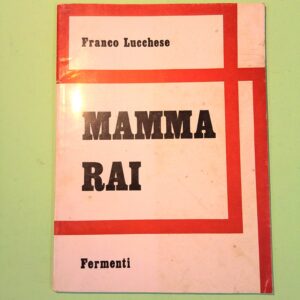 Franco Lucchese
MAMMA
RAI
Fermenti